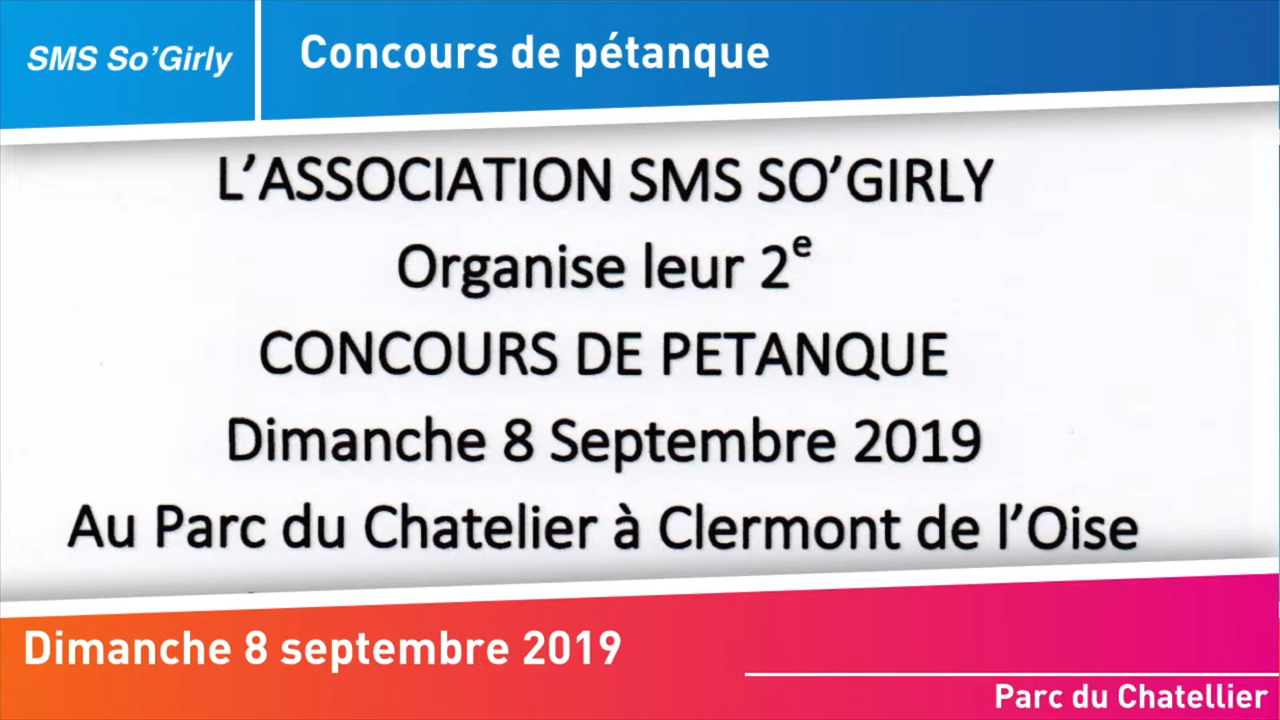 SMS So'Girly
Concours de pétanque
L'ASSOCIATION SMS SO'GIRLY
Organise leur 2e
CONCOURS DE PETANQUE
Dimanche 8 Septembre 2019
Au Parc du Chatelier à Clermont de l'Oise
Dimanche 8 septembre 2019
Parc du Chatellier